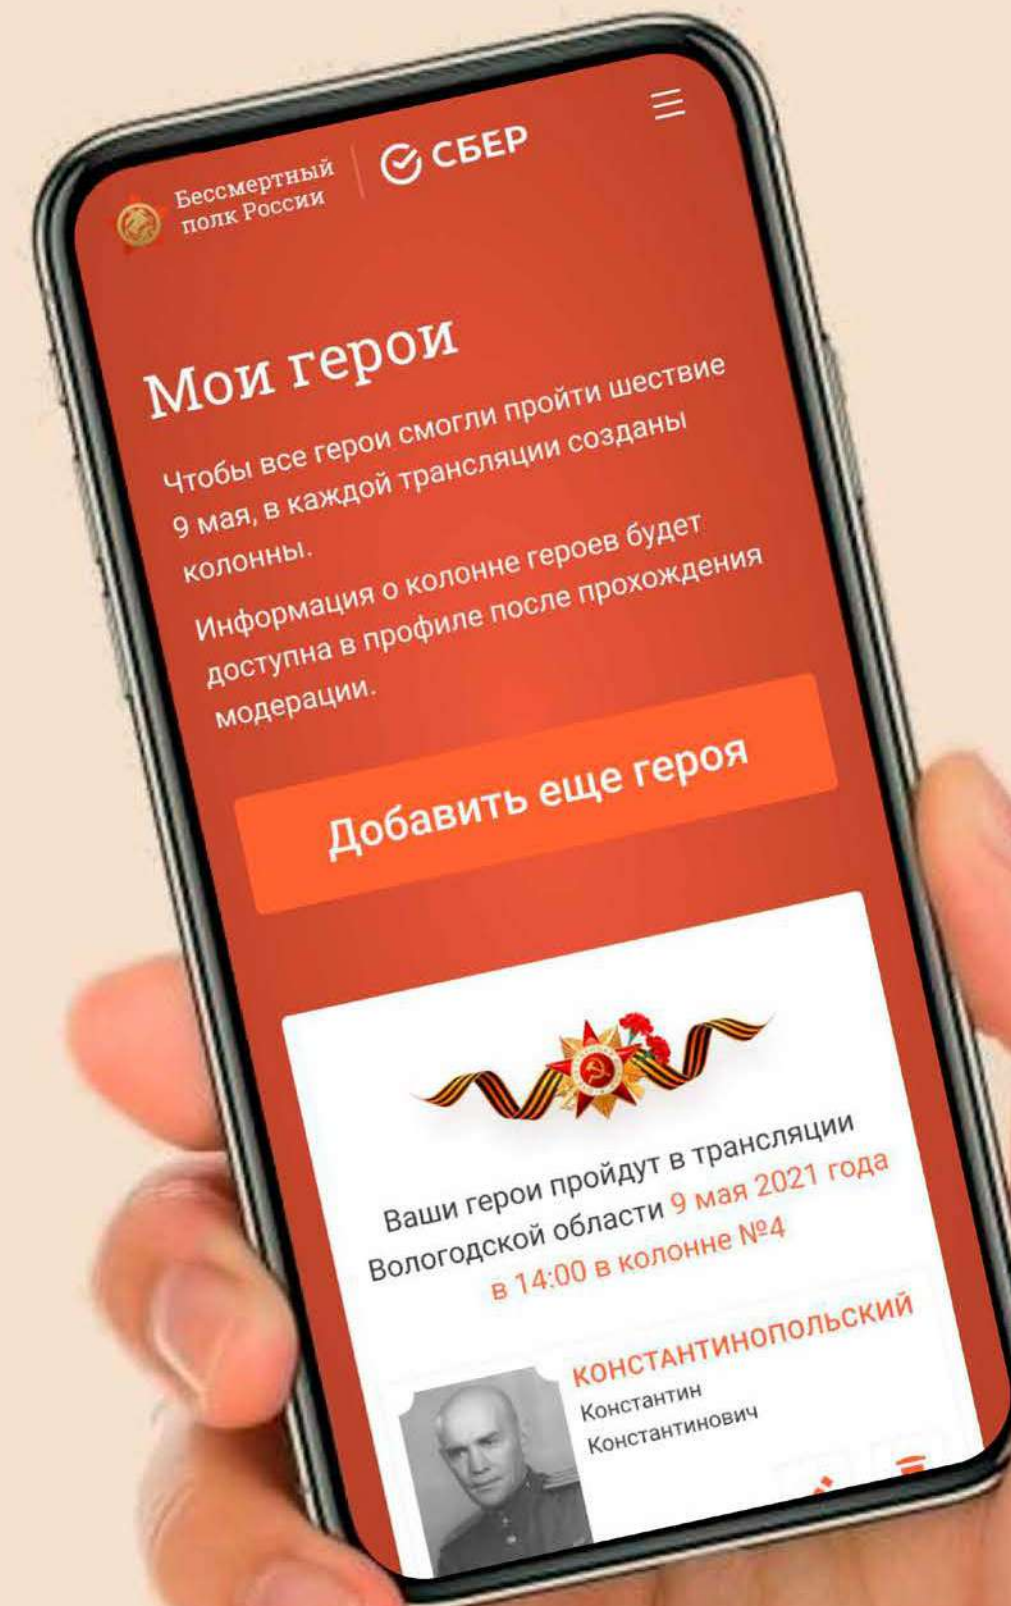 Бессмертный
полк России
СБЕР
Мои герои
Чтобы все герои смогли пройти шествие
9 мая, в каждой трансляции созданы
колонны.
Информация о колонне героев будет
доступна в профиле после прохождения
модерации.
Добавить еще героя
Ваши герои пройдут в трансляции
Вологодской области 9 мая 2021 года
в 14:00 в колонне №4
КОНСТАНТИНОПОЛЬСКИЙ
Константин
Константинович